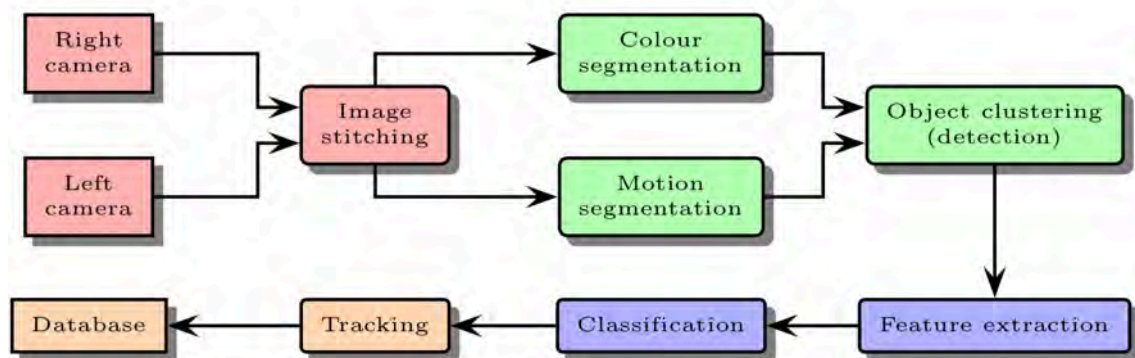 Right
camera
Left
camera
Image
stitching
Colour
segmentation
Motion
segmentation
Object clustering
(detection)
Feature extraction
Classification
Tracking
Database